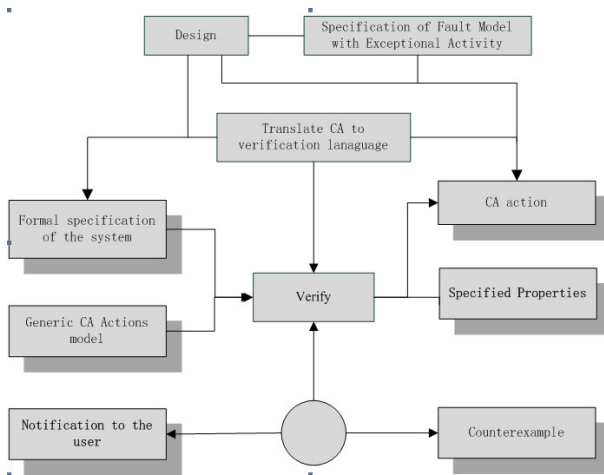 Design
Specification of Fault Model
with Exceptional Activity
Translate CA to
verification lanaguage
Formal specification
of the system
CA action
Verify
Specified Properties
Generic CA Actions
model
Notification to the
user
Counterexample